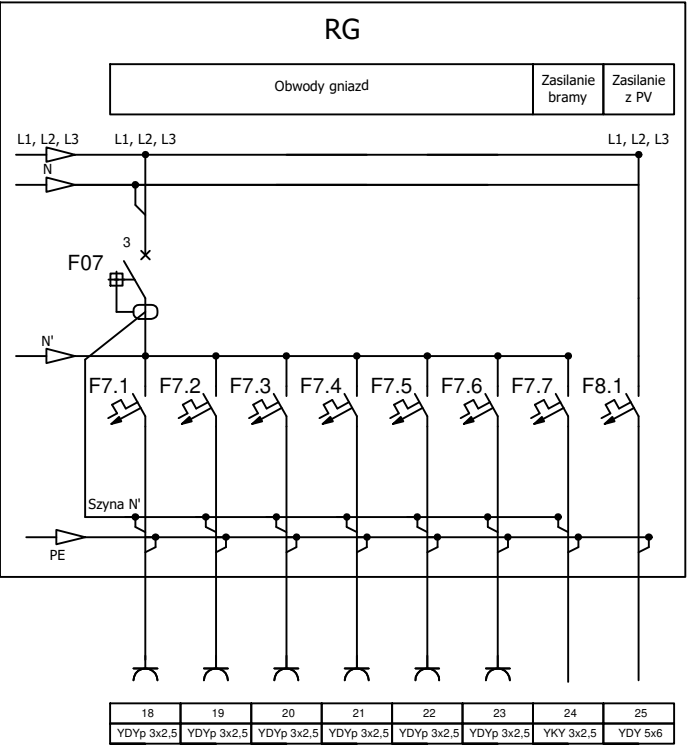 RG
Obwody gniazd
Zasilanie bramy
Zasilanie z PV
L1, L2, L3 L1, L2, L3 L1, L2, L3
N
3
F07
N'
F7.1 F7.2 F7.3 F7.4 F7.5 F7.6 F7.7 F8.1
Szyna N'
PE
18 19 20 21 22 23 24 25
YDYp 3x2,5 YDYp 3x2,5 YDYp 3x2,5 YDYp 3x2,5 YDYp 3x2,5 YDYp 3x2,5 YKY 3x2,5 YDY 5x6